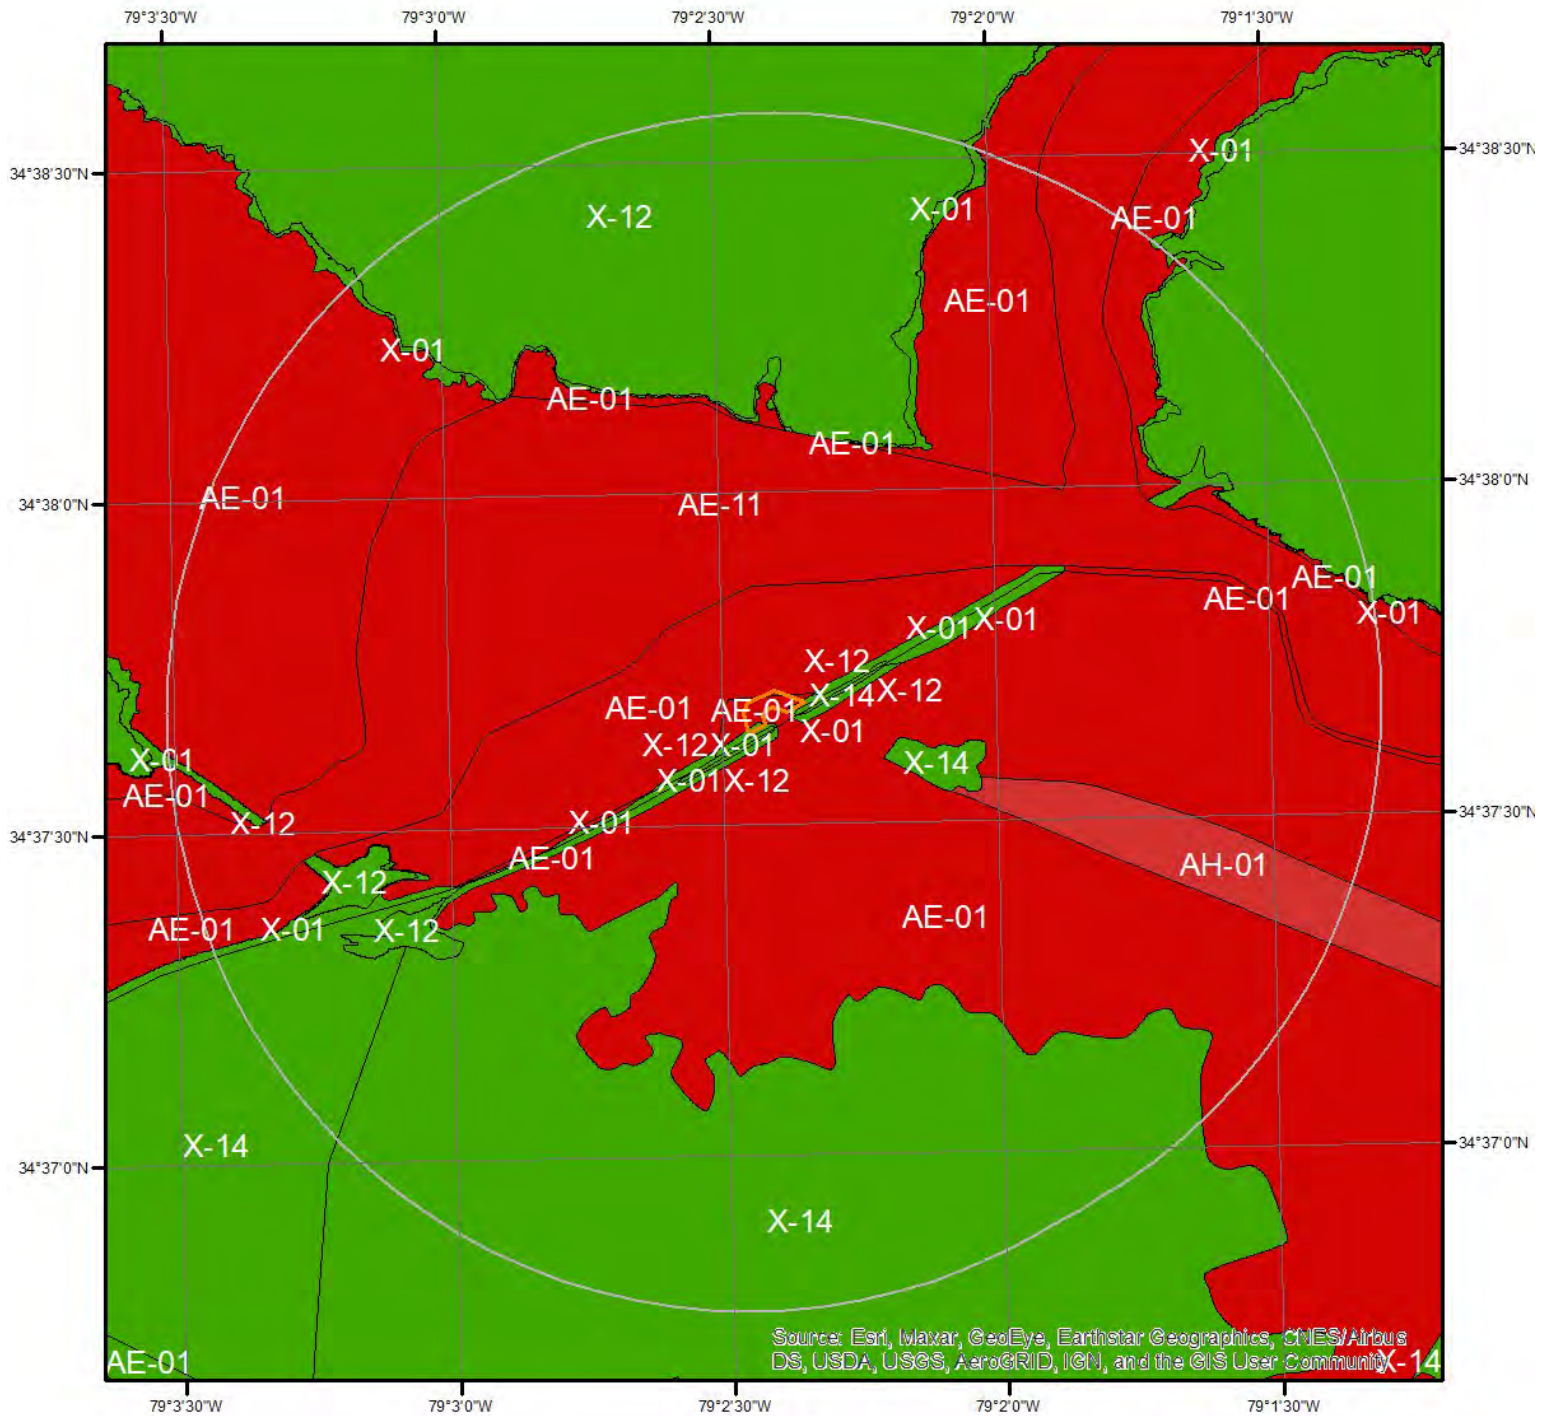 79°3'30"W 79°3'0"W 79°2'30"W 79°2'0"W 79°1'30"W
34°38'30"N 34°38'30"N
X-01
X-12 X-01 AE-01
AE-01
X-01
AE-01
AE-01
34°38'0"N AE-01 AE-11 34°38'0"N
AE-01
AE-01
X-01
X-01 X-01
X-12
X-14 X-12
AE-01 AE-01
X-01
X-12 X-01
X-01 X-14
X-01 X-12
AE-01
X-12 X-01
34°37'30"N 34°37'30"N
AE-01 AH-01
X-12
AE-01 X-01 X-12 AE-01
34°37'0"N X-14 34°37'0"N
X-14
Source: Esri, Maxar, GeoEye, Earthstar Geographics, CNES/Airbus
DS, USDA, USGS, AeroGRID, IGN, and the GIS User Community
AE-01 X-14
79°3'30"W 79°3'0"W 79°2'30"W 79°2'0"W 79°1'30"W